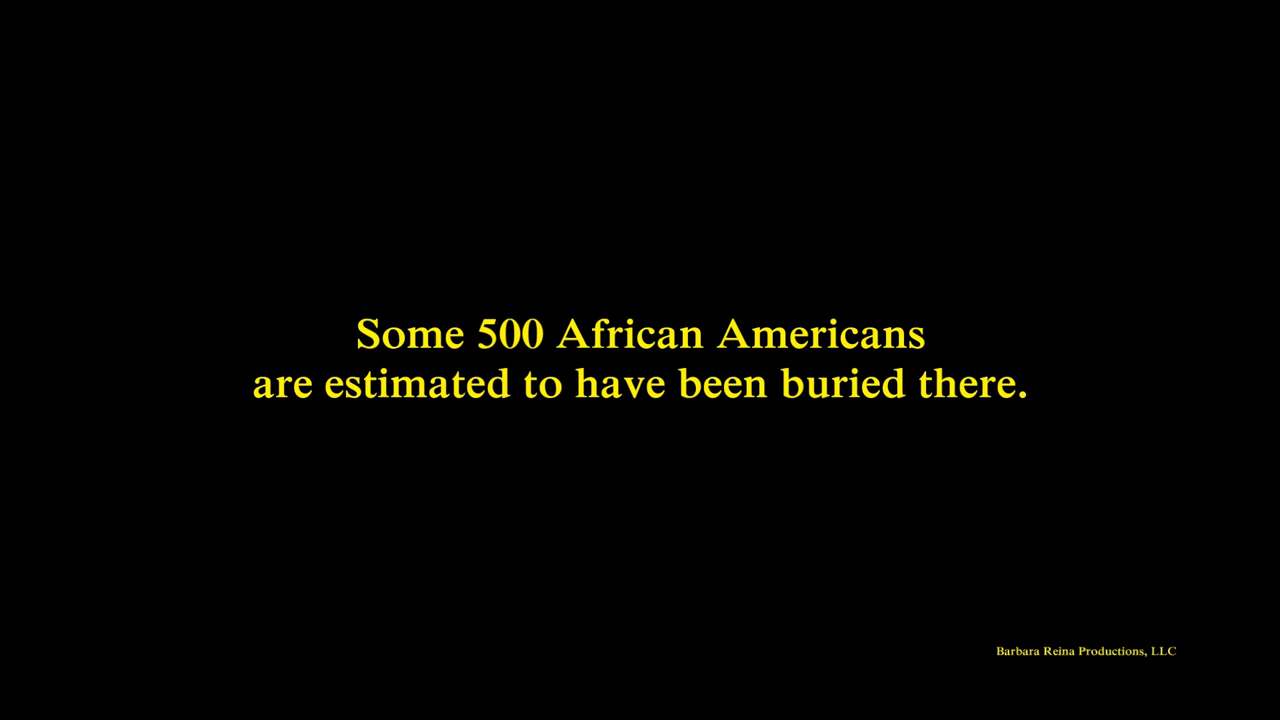 Some 500 African Americans
are estimated to have been buried there.
Barbara Reina Productions, LLC